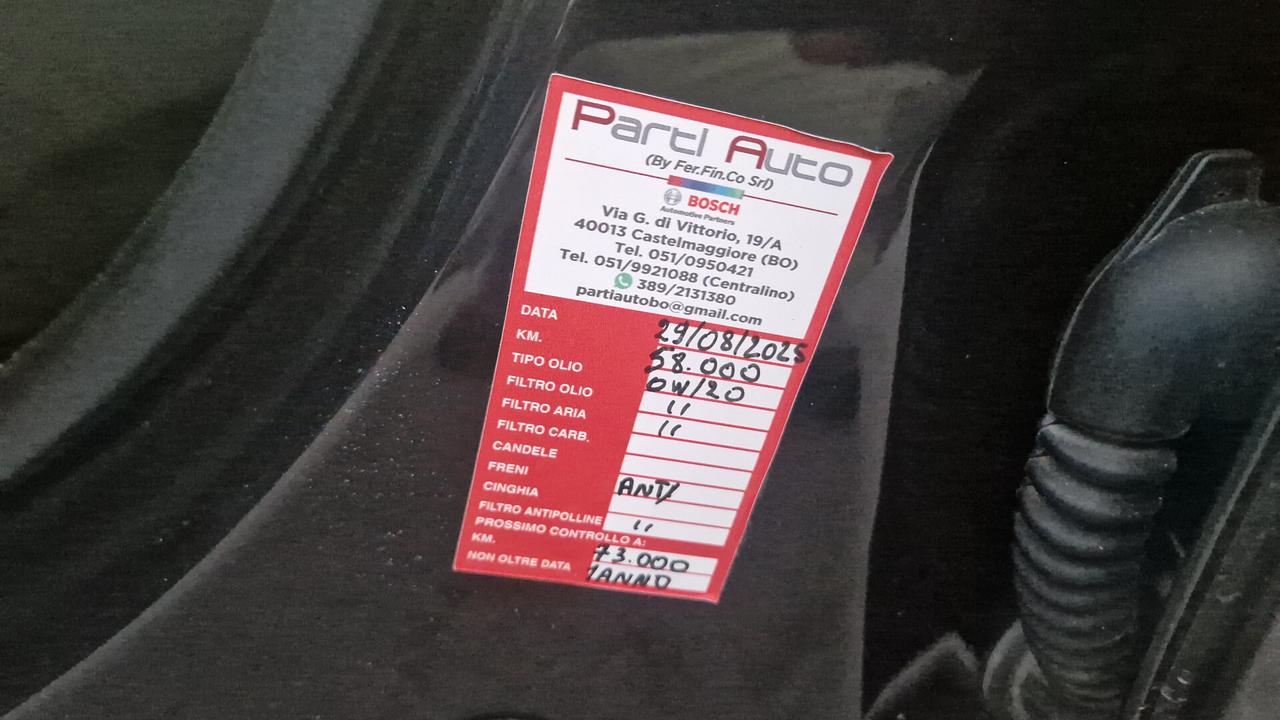 Parti Auto
(By Fer.Fin.Co Srl)
BOSCH
Automotive Partners
Via G. di Vittorio, 19/A
40013 Castelmaggiore (BO)
Tel. 051/0950421
Tel. 051/9921088 (Centralino)
389/2131380
partiautobo@gmail.com
DATA 29/08/2025
KM. 58.000
TIPO OLIO 0W/20
FILTRO OLIO "
FILTRO ARIA "
FILTRO CARB.
CANDELE
FRENI ANT/
CINGHIA
FILTRO ANTIPOLLINE "
PROSSIMO CONTROLLO A:
KM. 73.000
NON OLTRE DATA 1ANNO